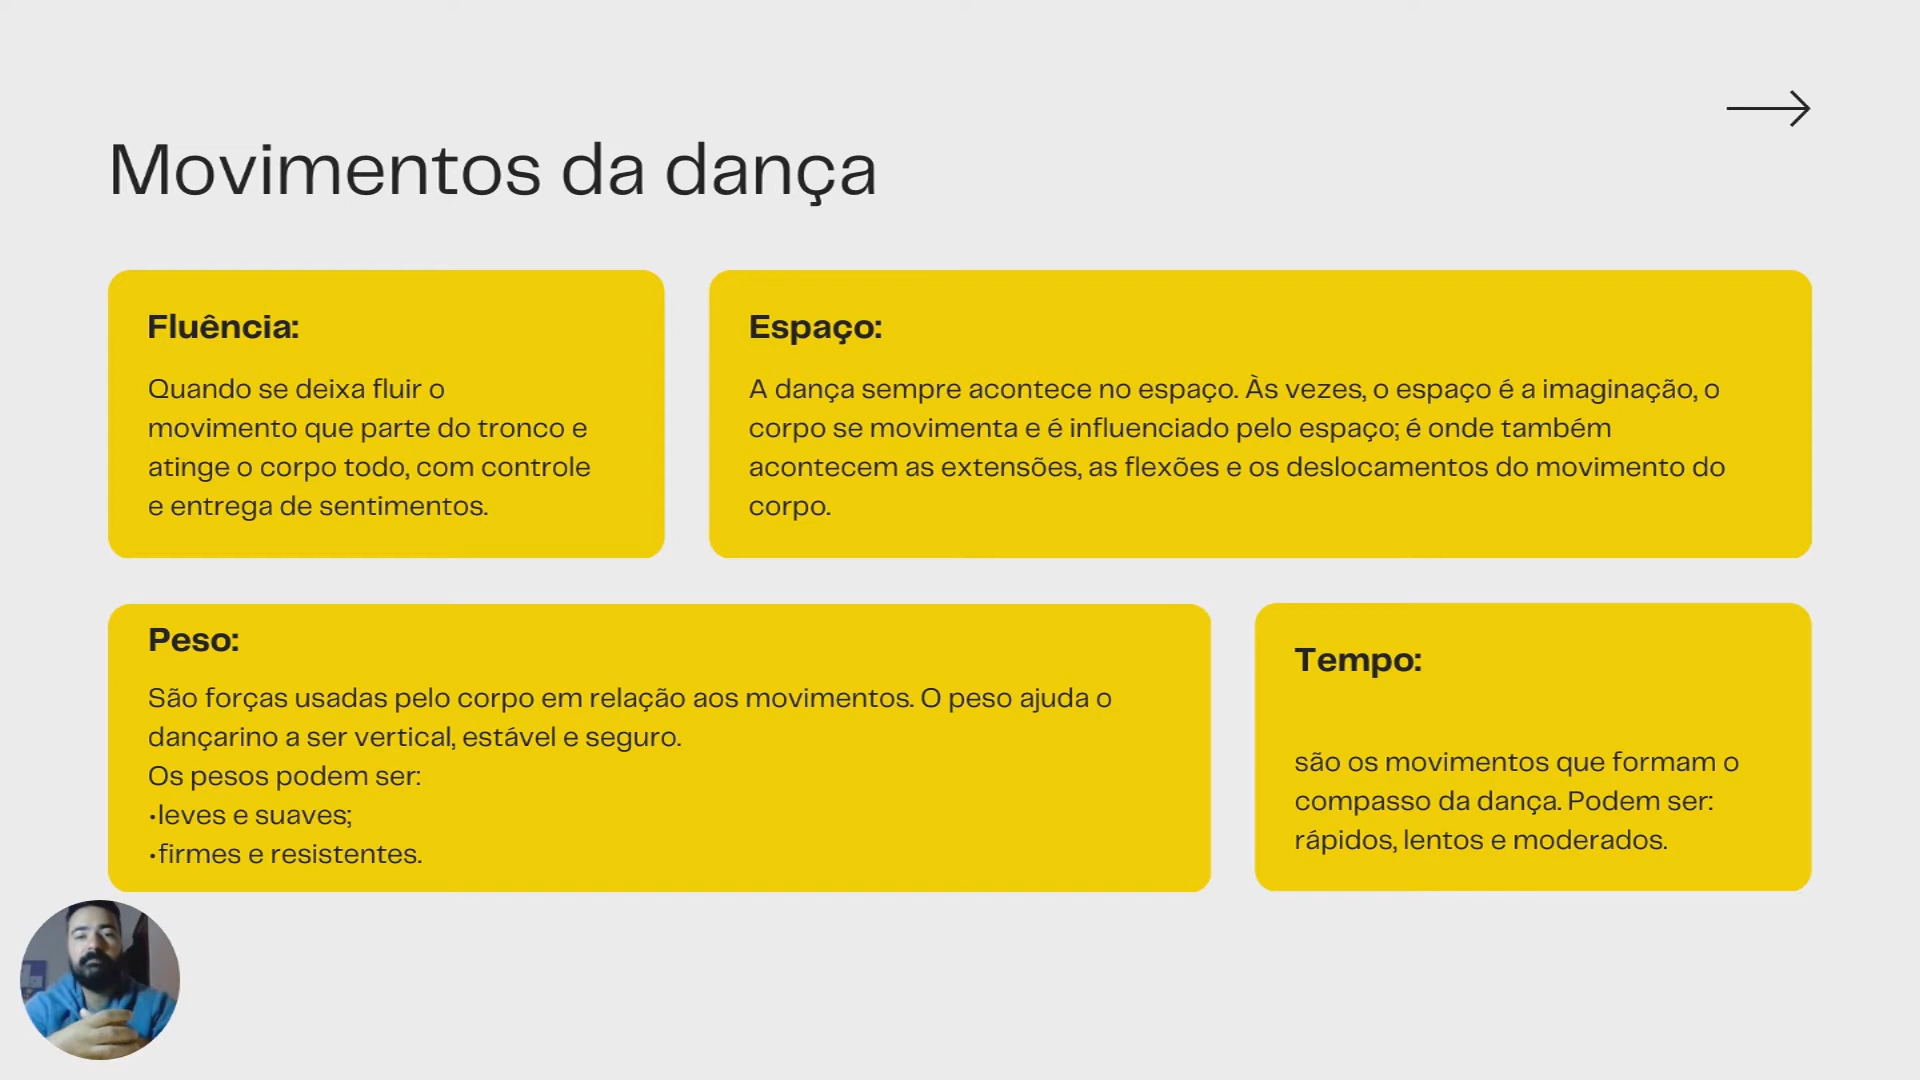 Movimentos da dança
Fluência:
Quando se deixa fluir o
movimento que parte do tronco e
atinge o corpo todo, com controle
e entrega de sentimentos.
Espaço:
A dança sempre acontece no espaço. Às vezes, o espaço é a imaginação, o
corpo se movimenta e é influenciado pelo espaço; é onde também
acontecem as extensões, as flexões e os deslocamentos do movimento do
corpo.
Peso:
São forças usadas pelo corpo em relação aos movimentos. O peso ajuda o
dançarino a ser vertical, estável e seguro.
Os pesos podem ser:
•leves e suaves;
•firmes e resistentes.
Tempo:
são os movimentos que formam o
compasso da dança. Podem ser:
rápidos, lentos e moderados.